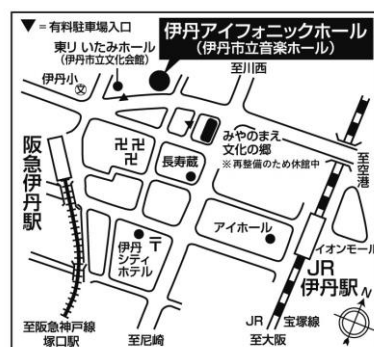 ▼＝有料駐車場入口
伊丹アイフォニックホール
(伊丹市立音楽ホール)
東リ いたみホール
(伊丹市立文化会館)
至川西
伊丹小
文
みやのまえ
文化の郷
※再整備のため休館中
卍卍
卍
長寿蔵
至空港
阪急伊丹駅
アイホール
伊丹
シティ
ホテル
〒
イオンモール
JR
伊丹駅
N
至阪急神戸線
塚口駅
至尼崎
JR 宝塚線
至大阪